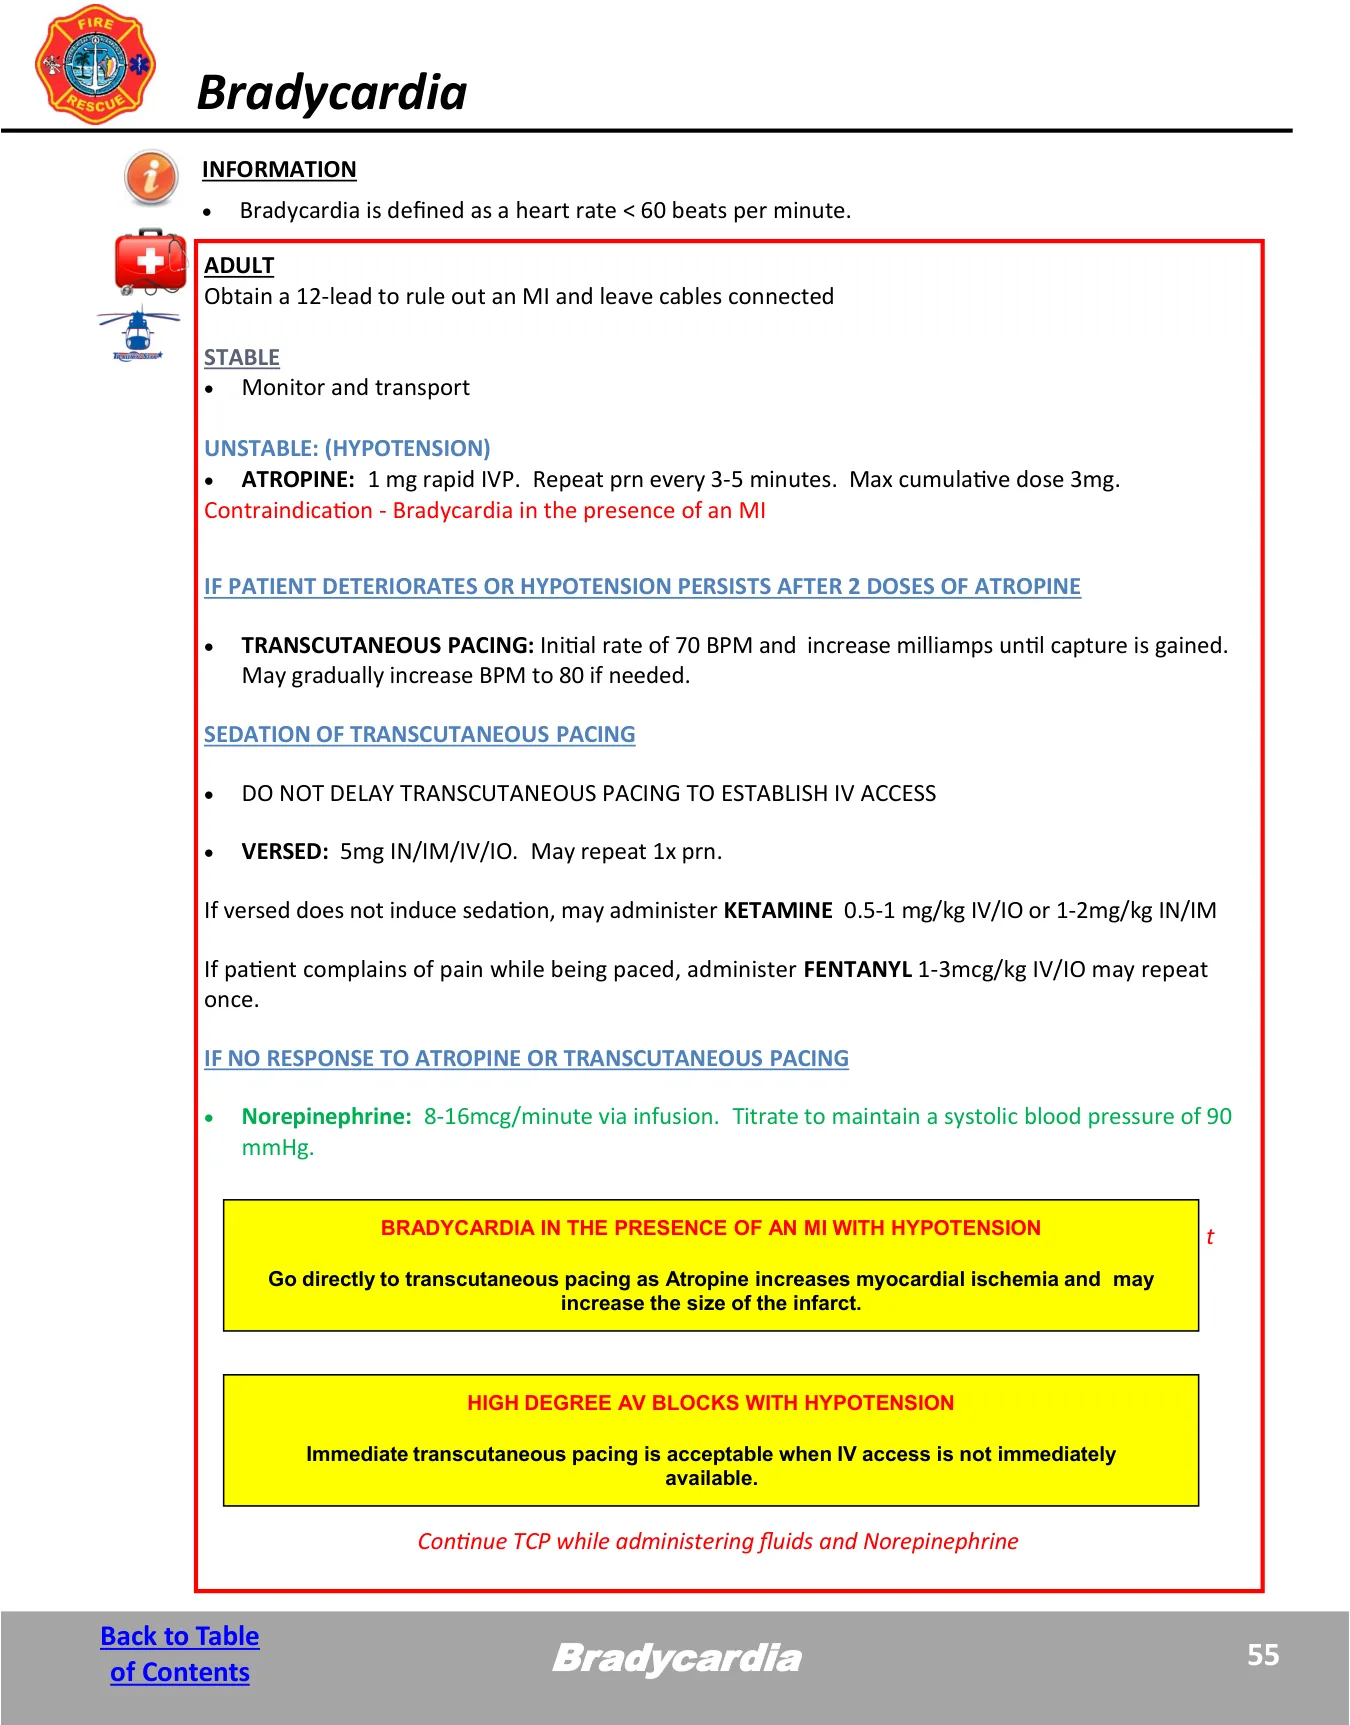 FIRE
RESCUE
Bradycardia
INFORMATION
• Bradycardia is defined as a heart rate < 60 beats per minute.
ADULT
Obtain a 12-lead to rule out an MI and leave cables connected
STABLE
• Monitor and transport
UNSTABLE: (HYPOTENSION)
• ATROPINE:  1 mg rapid IVP.  Repeat prn every 3-5 minutes.  Max cumulative dose 3mg.
Contraindication - Bradycardia in the presence of an MI
IF PATIENT DETERIORATES OR HYPOTENSION PERSISTS AFTER 2 DOSES OF ATROPINE
• TRANSCUTANEOUS PACING: Initial rate of 70 BPM and  increase milliamps until capture is gained.
May gradually increase BPM to 80 if needed.
SEDATION OF TRANSCUTANEOUS PACING
• DO NOT DELAY TRANSCUTANEOUS PACING TO ESTABLISH IV ACCESS
• VERSED:  5mg IN/IM/IV/IO.  May repeat 1x prn.
If versed does not induce sedation, may administer KETAMINE  0.5-1 mg/kg IV/IO or 1-2mg/kg IN/IM
If patient complains of pain while being paced, administer FENTANYL 1-3mcg/kg IV/IO may repeat
once.
IF NO RESPONSE TO ATROPINE OR TRANSCUTANEOUS PACING
• Norepinephrine:  8-16mcg/minute via infusion.  Titrate to maintain a systolic blood pressure of 90
mmHg.
BRADYCARDIA IN THE PRESENCE OF AN MI WITH HYPOTENSION
t
Go directly to transcutaneous pacing as Atropine increases myocardial ischemia and  may
increase the size of the infarct.
HIGH DEGREE AV BLOCKS WITH HYPOTENSION
Immediate transcutaneous pacing is acceptable when IV access is not immediately
available.
Continue TCP while administering fluids and Norepinephrine
Back to Table
of Contents
Bradycardia
55